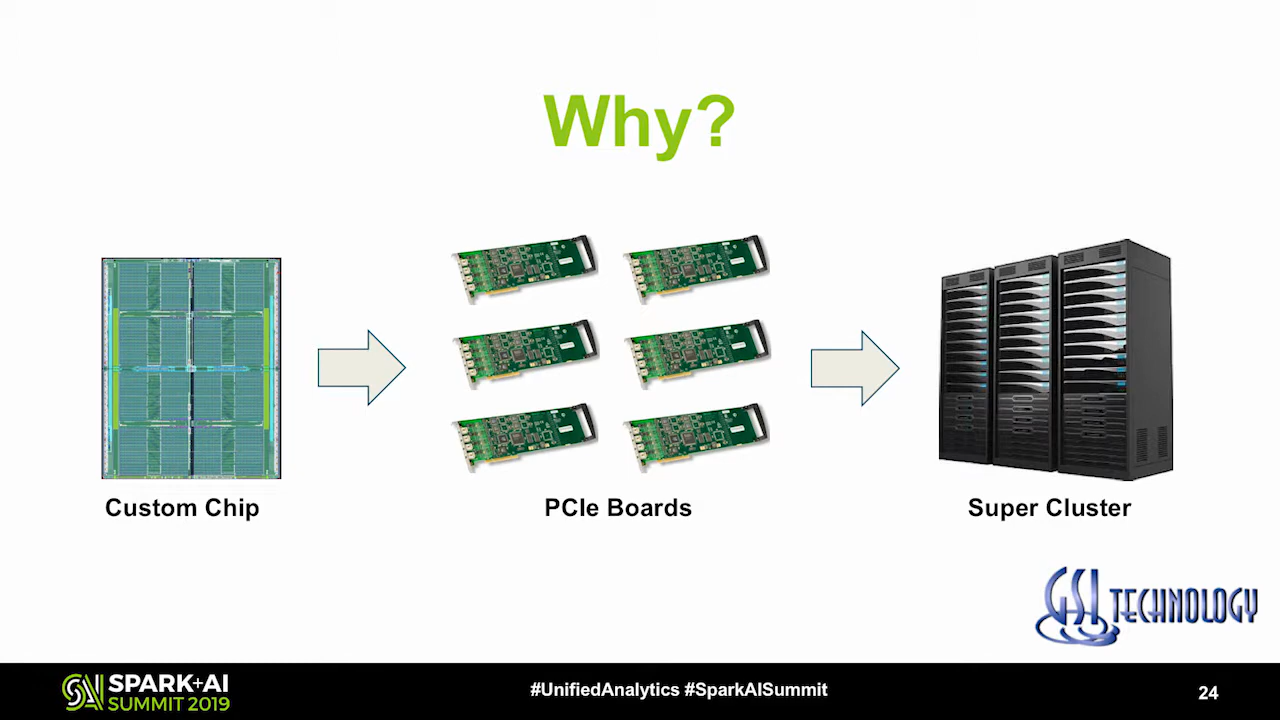 Why?
Custom Chip
PCIe Boards
Super Cluster
GSI TECHNOLOGY
SPARK+AI
SUMMIT 2019
#UnifiedAnalytics #SparkAISummit
24